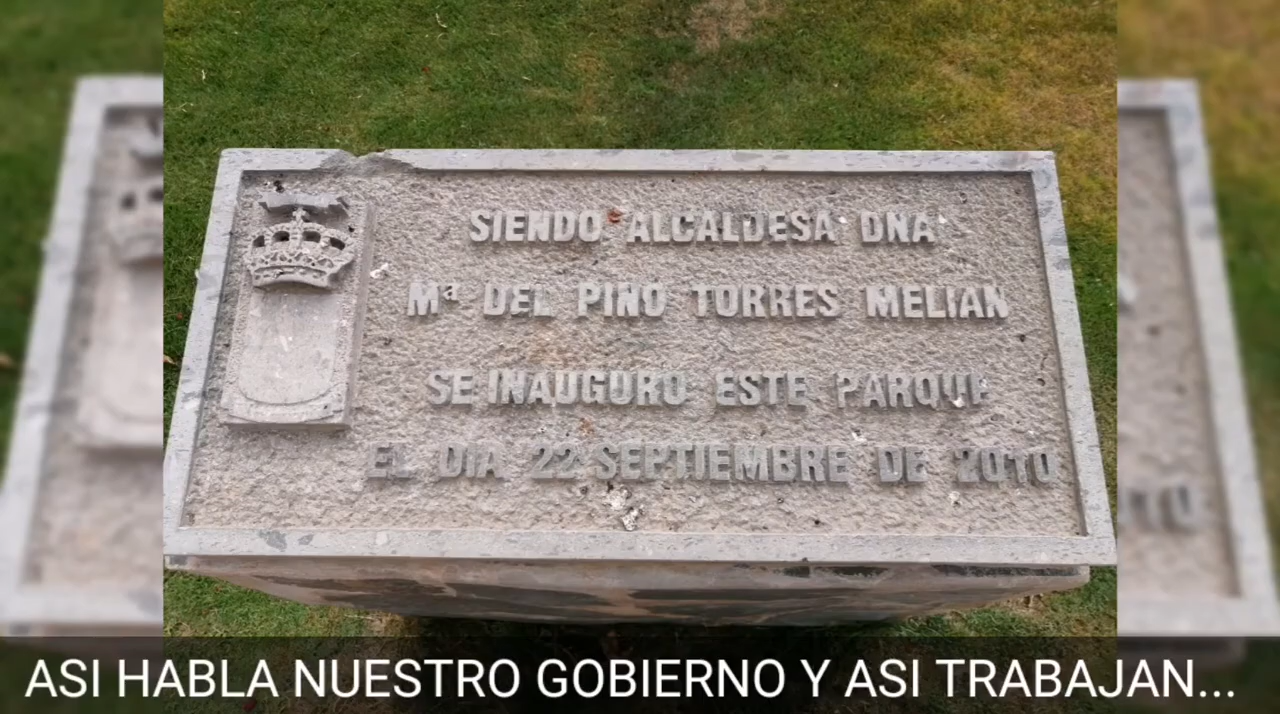 SIENDO ALCALDESA DNA
Mª DEL PINO TORRES MELIAN
SE INAUGURO ESTE PARQUE
EL DIA 22 SEPTIEMBRE DE 2010
ASI HABLA NUESTRO GOBIERNO Y ASI TRABAJAN...